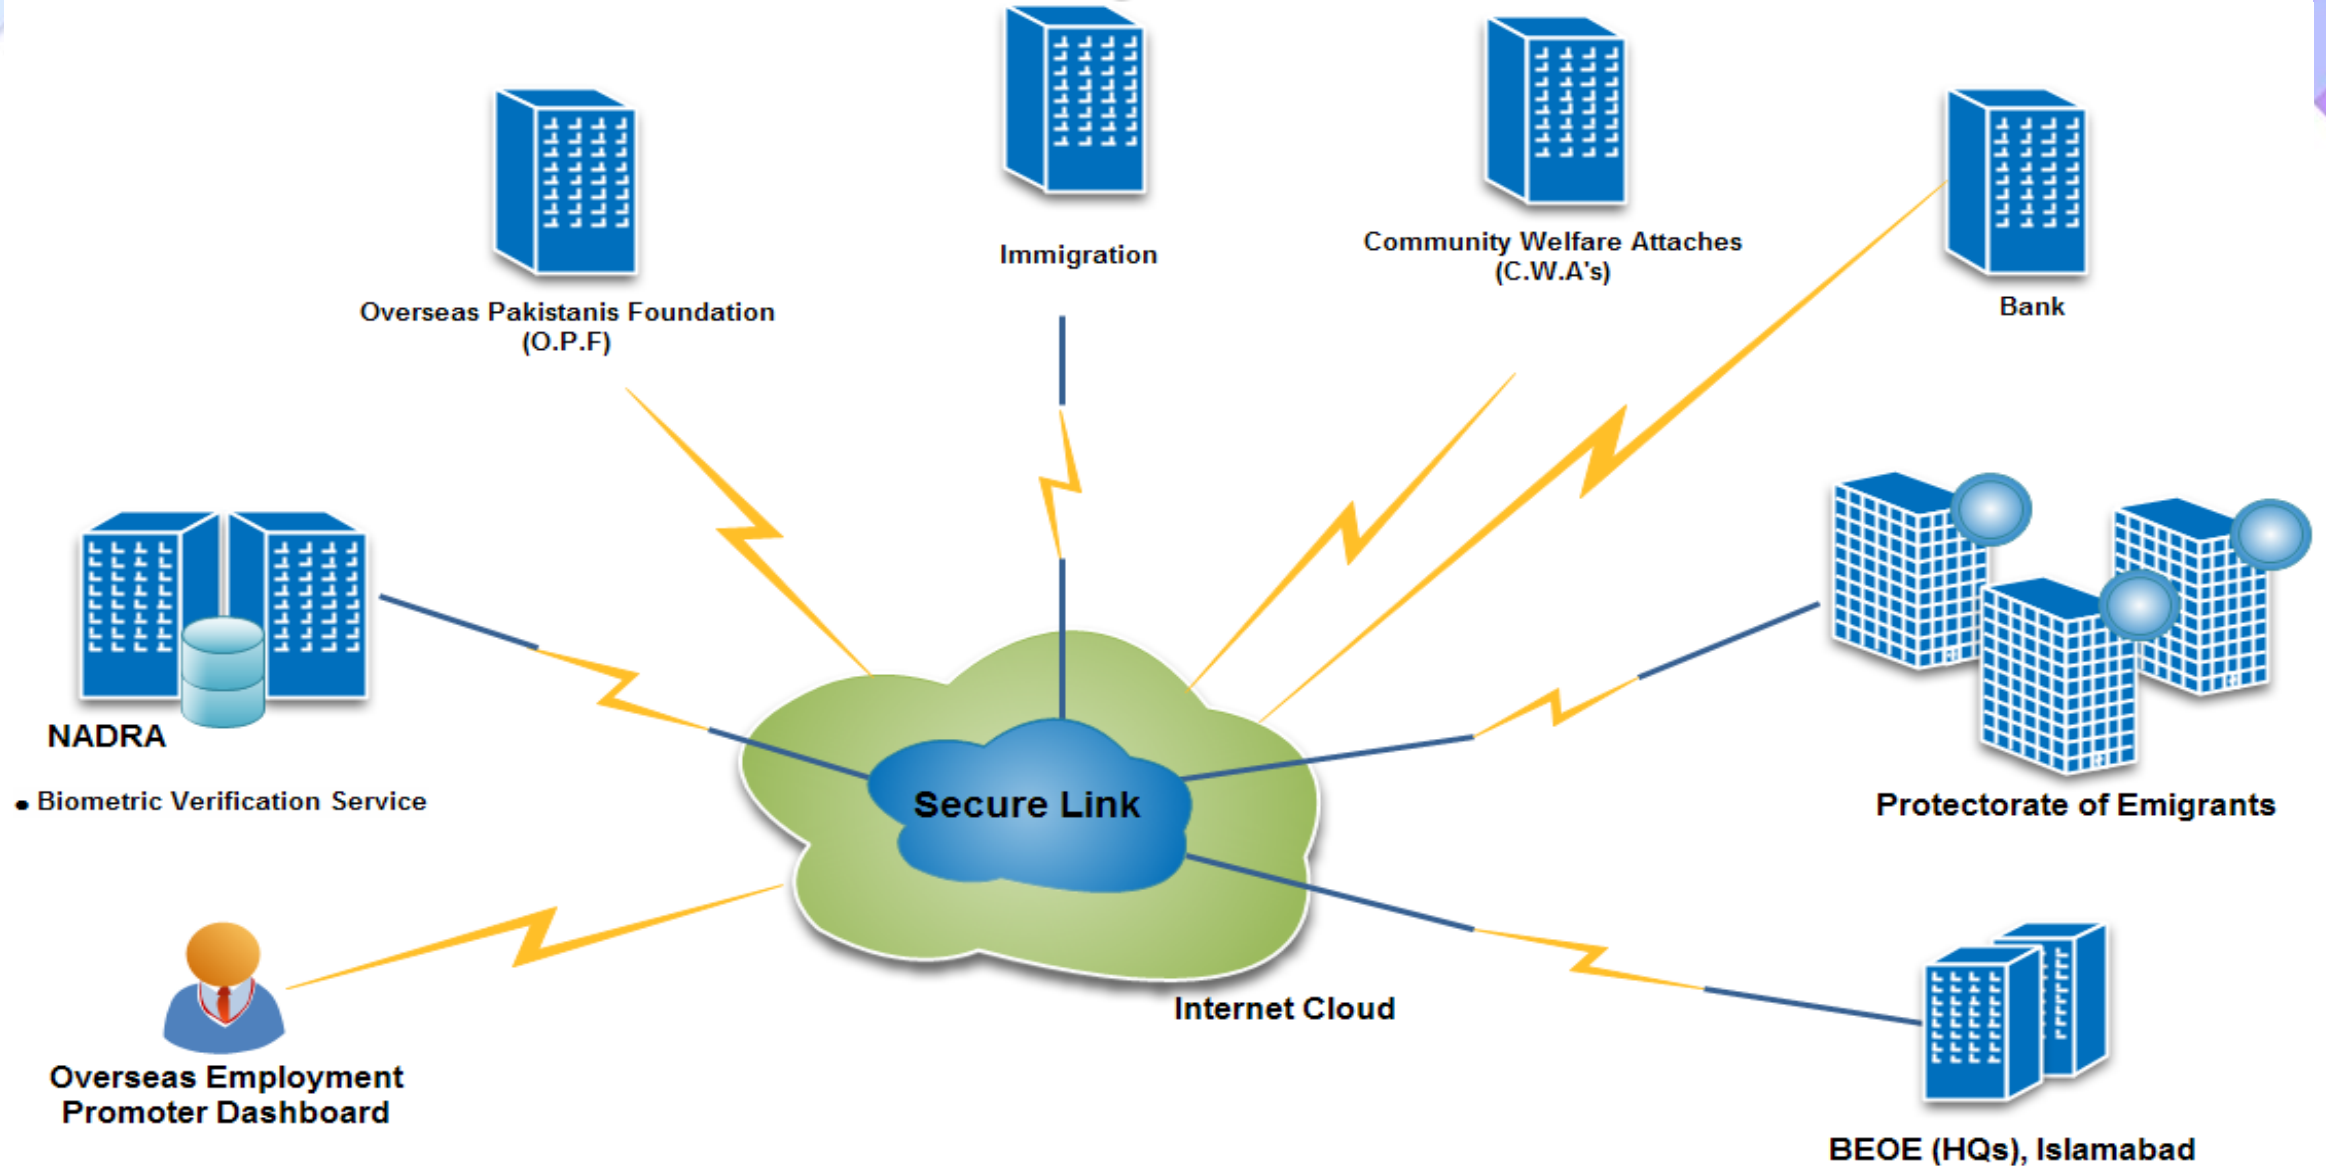 Immigration
Community Welfare Attaches
(C.W.A's)
Overseas Pakistanis Foundation
(O.P.F)
Bank
NADRA
• Biometric Verification Service
Secure Link
Protectorate of Emigrants
Internet Cloud
Overseas Employment
Promoter Dashboard
BEOE (HQs), Islamabad